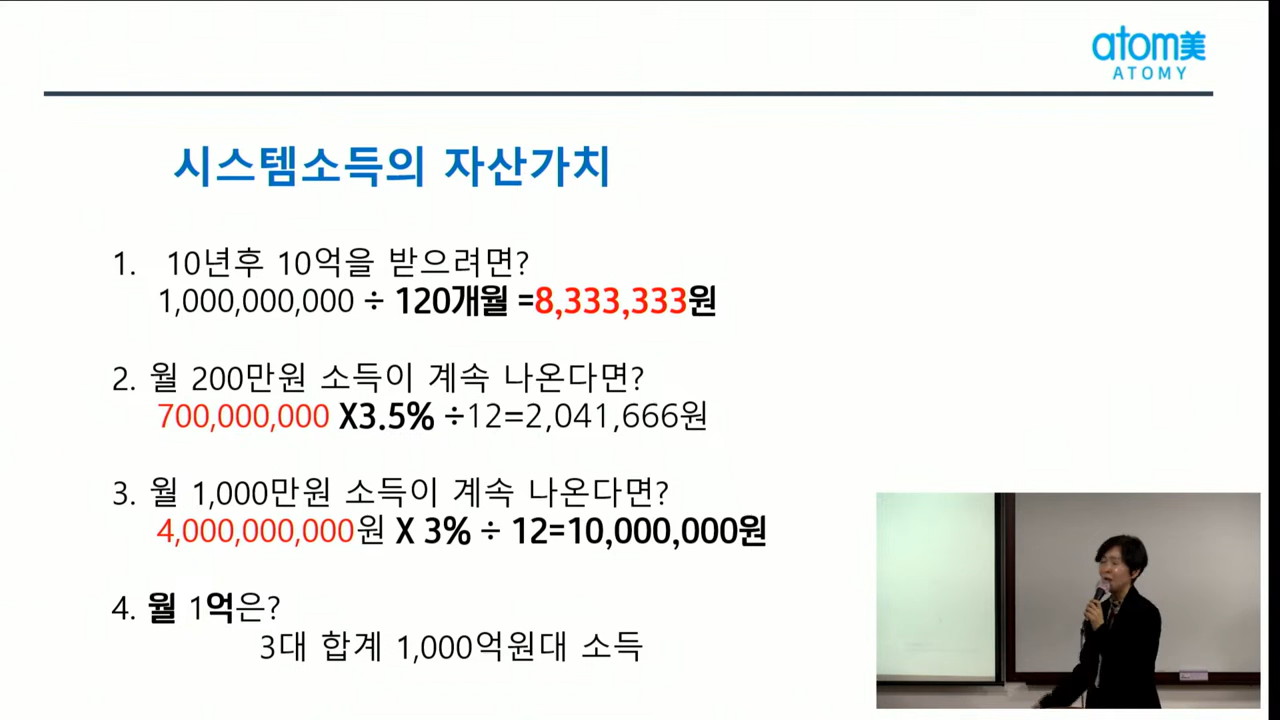 atom美
ATOMY
시스템소득의 자산가치
1. 10년후 10억을 받으려면?
1,000,000,000 ÷ 120개월 =8,333,333원
2. 월 200만원 소득이 계속 나온다면?
700,000,000 X3.5% ÷12=2,041,666원
3. 월 1,000만원 소득이 계속 나온다면?
4,000,000,000원 X 3% ÷ 12=10,000,000원
4. 월 1억은?
3대 합계 1,000억원대 소득